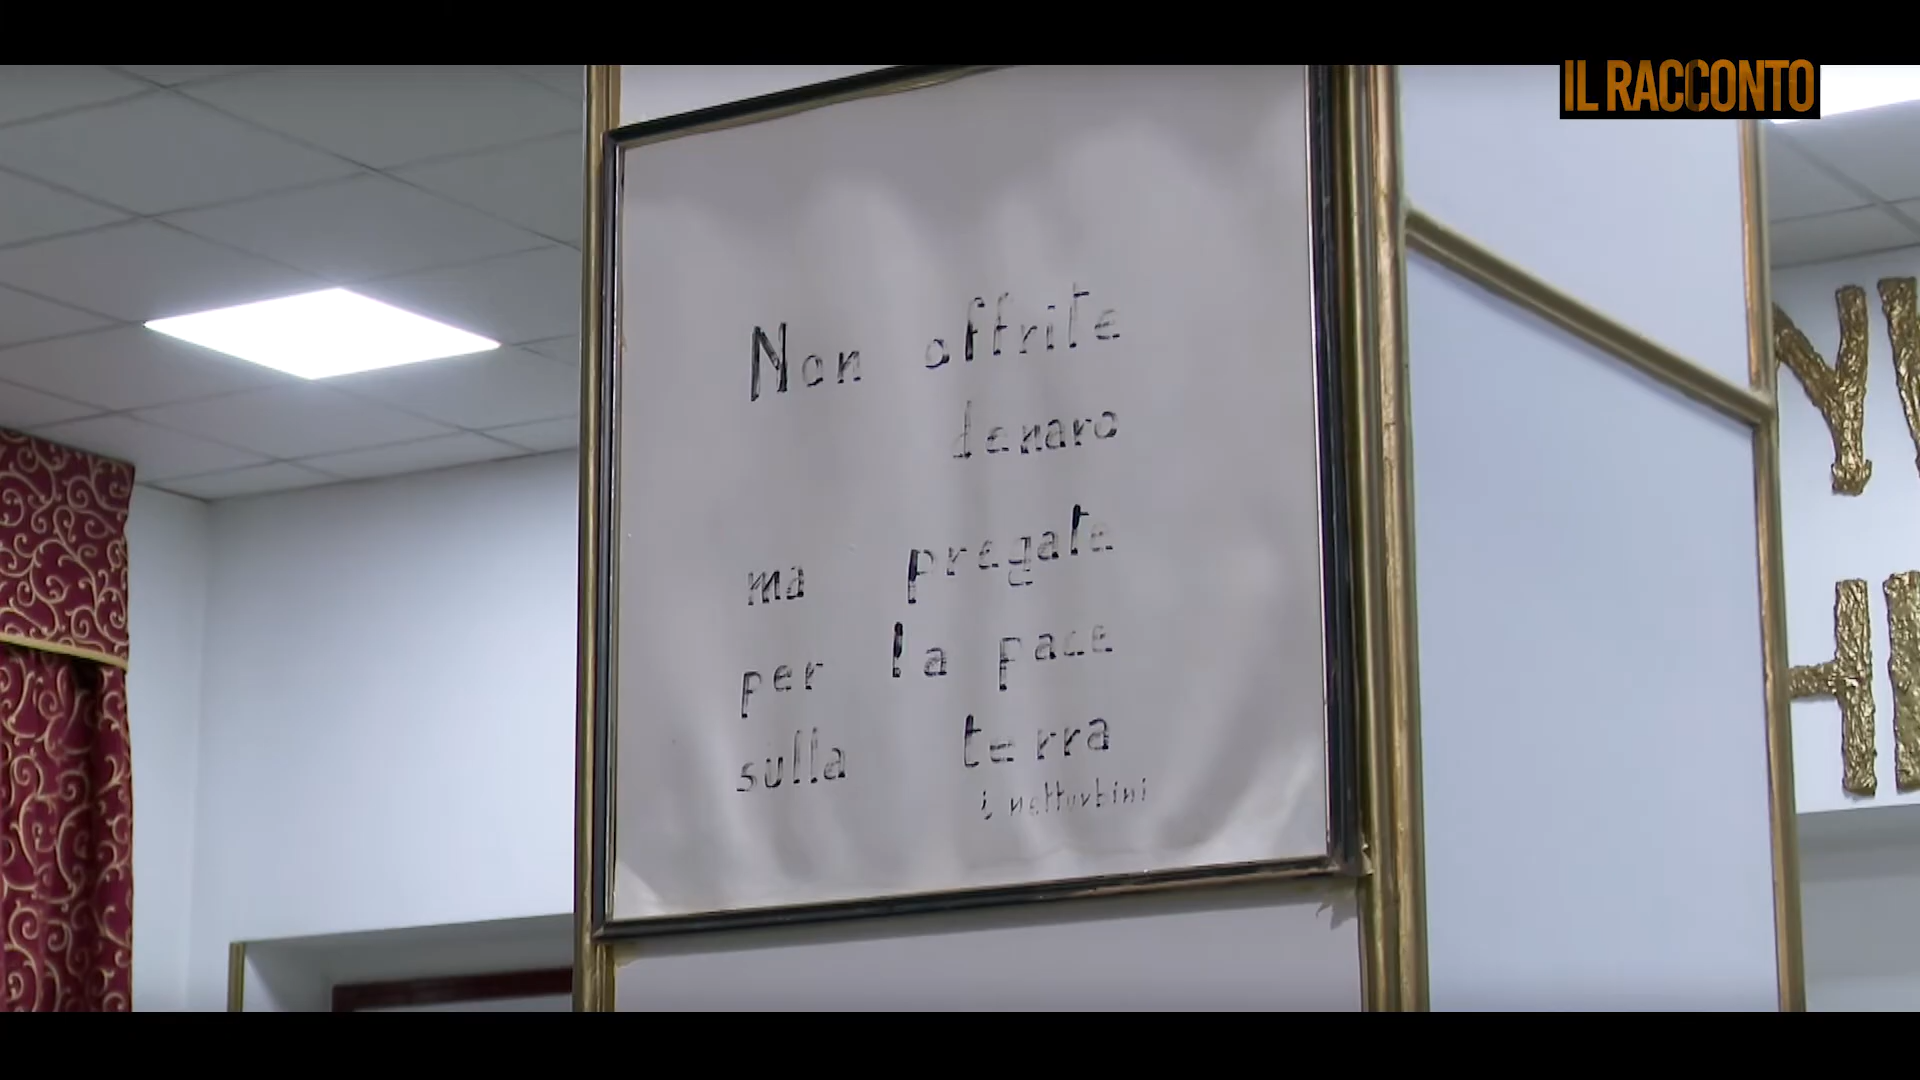 IL RACCONTO
Non offrite
denaro
ma pregate
per la pace
sulla terra
i netturbini